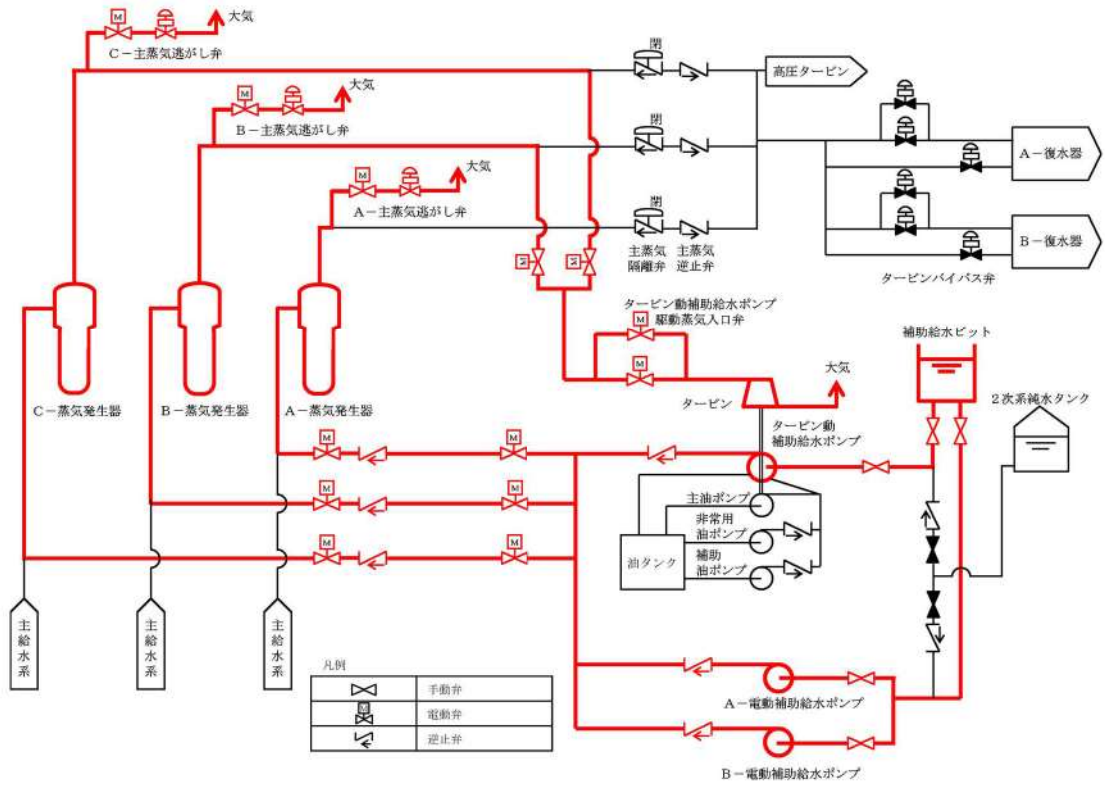 M
大気
C－主蒸気逃がし弁
M
大気
B－主蒸気逃がし弁
M
大気
A－主蒸気逃がし弁
閉
高圧タービン
閉
閉
主蒸気
隔離弁
主蒸気
逆止弁
A－復水器
B－復水器
タービンバイパス弁
M
M
タービン動補助給水ポンプ
駆動蒸気入口弁
M
M
C－蒸気発生器
B－蒸気発生器
A－蒸気発生器
タービン
大気
補助給水ピット
2次系純水タンク
タービン動
補助給水ポンプ
M
M
M
M
M
M
主油ポンプ
非常用
油ポンプ
補助
油ポンプ
油タンク
主給水系
主給水系
主給水系
凡例
手動弁
M
電動弁
逆止弁
A－電動補助給水ポンプ
B－電動補助給水ポンプ